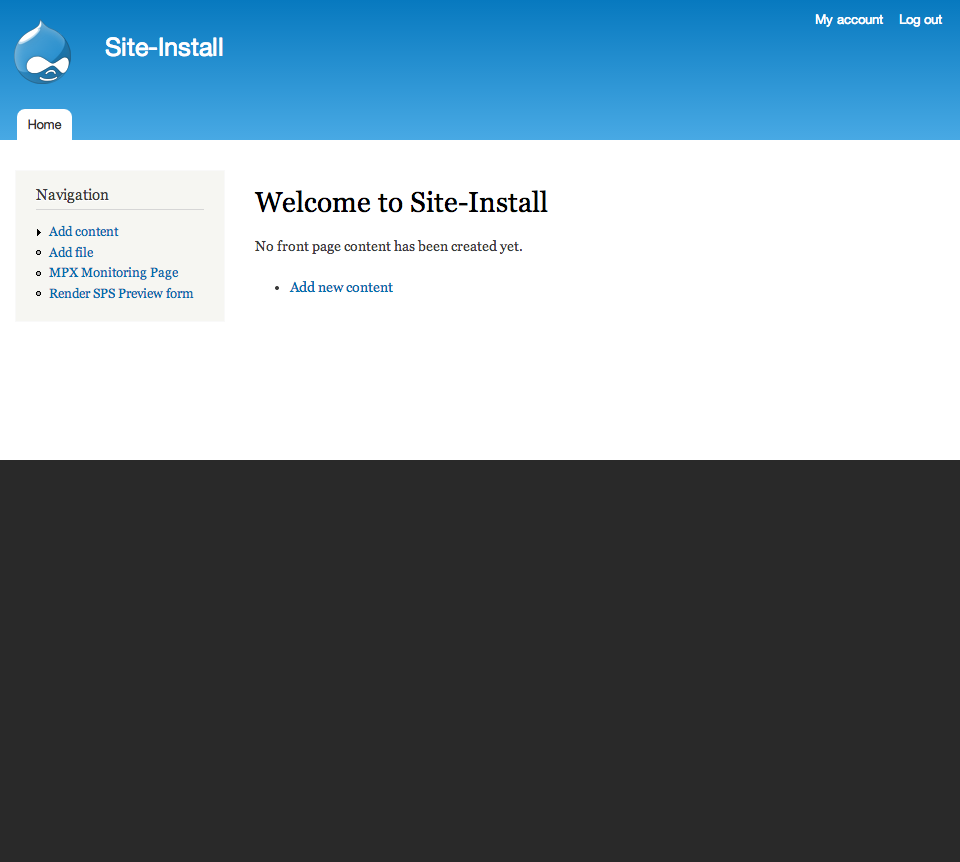 My account Log out
Site-Install
Home
Navigation
Add content
Add file
MPX Monitoring Page
Render SPS Preview form
Welcome to Site-Install
No front page content has been created yet.
Add new content